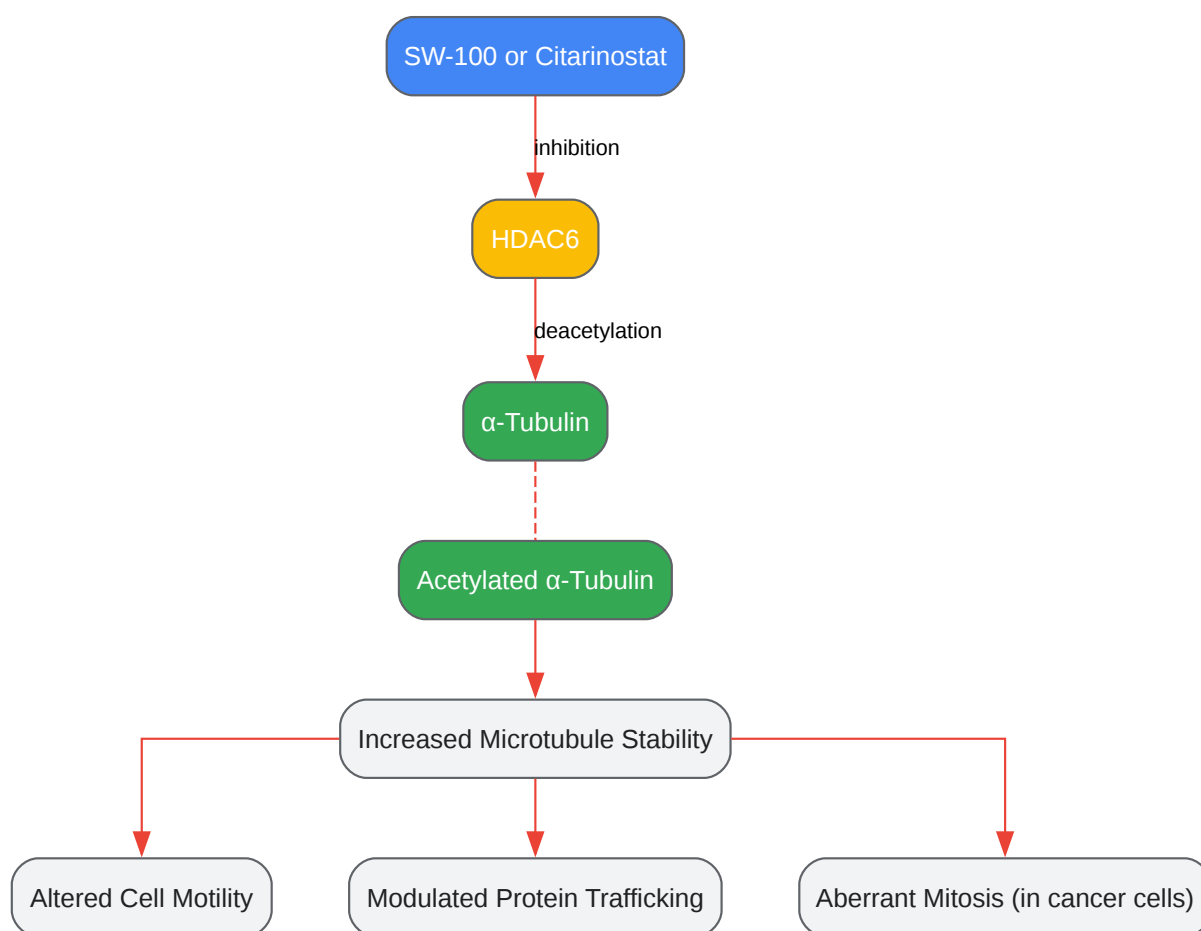 SW-100 or Citarinostat
inhibition
HDAC6
deacetylation
α-Tubulin
Acetylated α-Tubulin
Increased Microtubule Stability
Altered Cell Motility
Modulated Protein Trafficking
Aberrant Mitosis (in cancer cells)